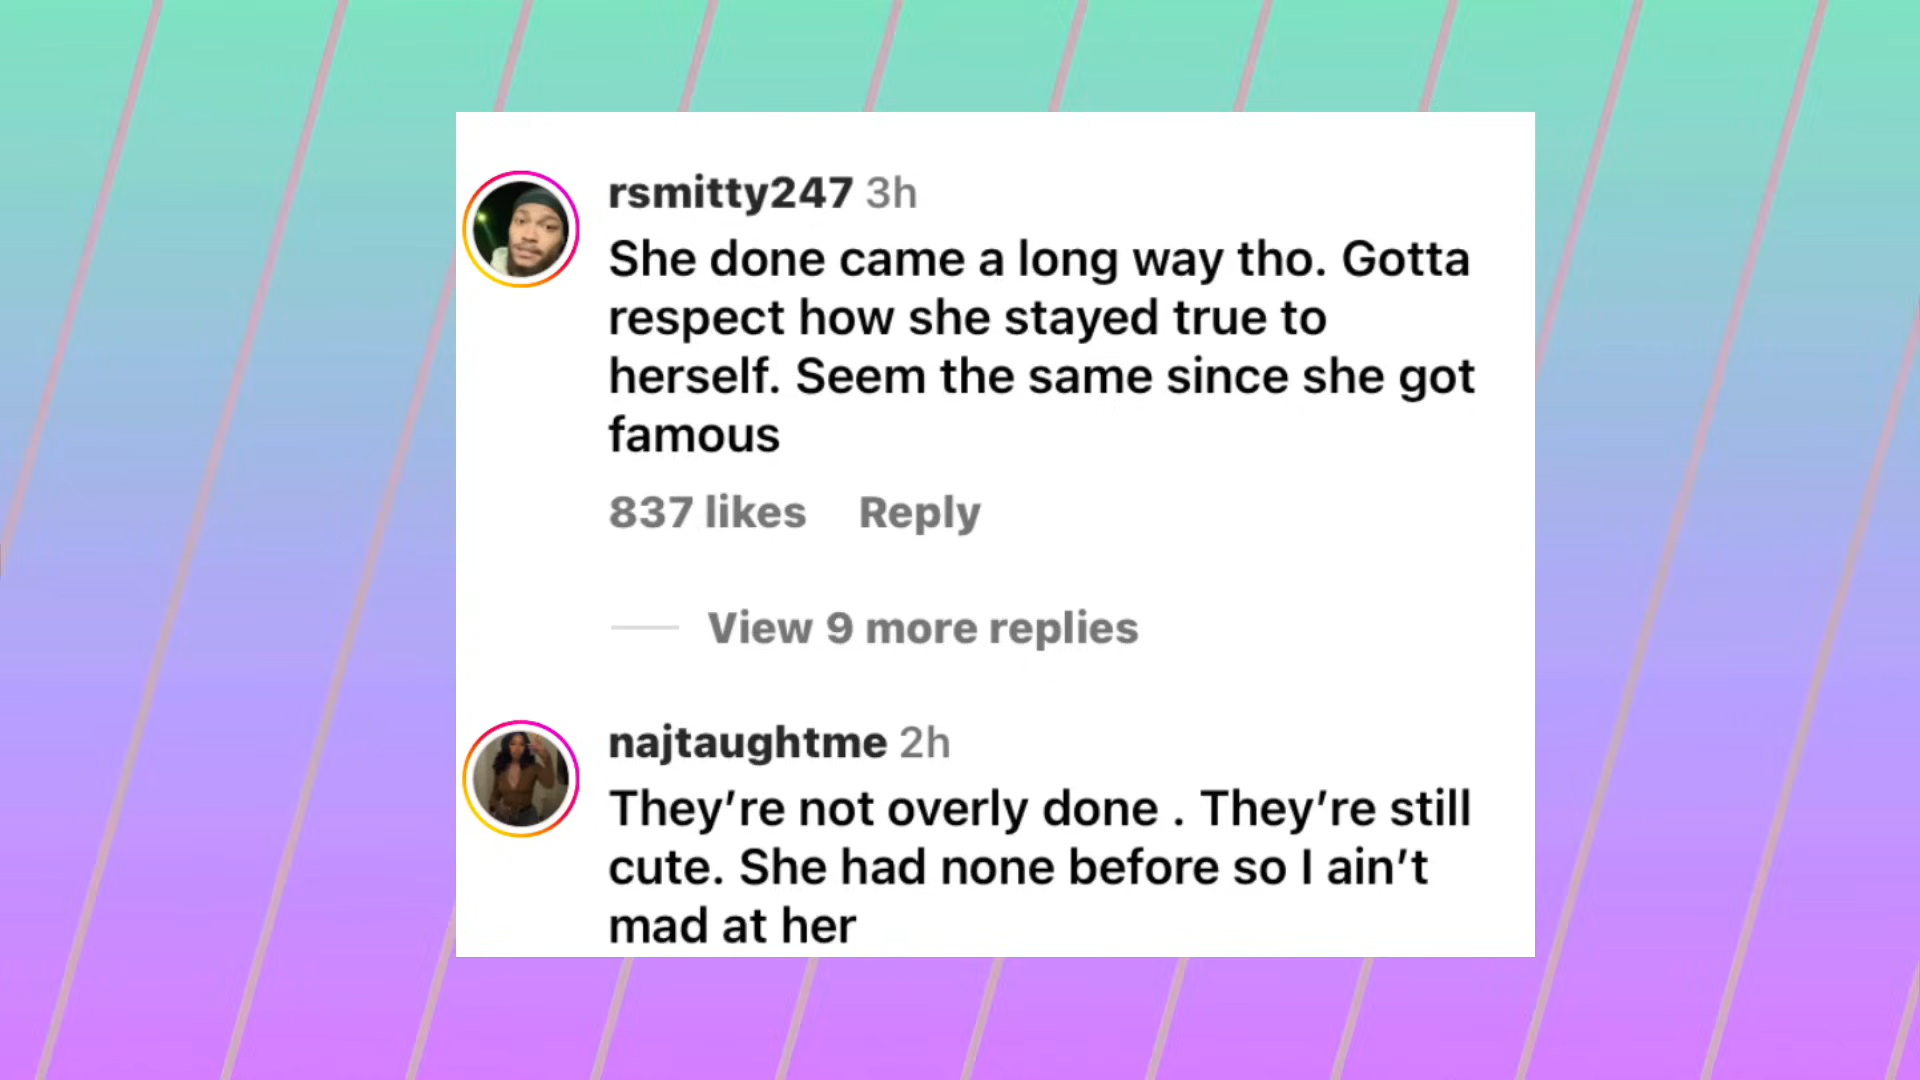 rsmitty247 3h
She done came a long way tho. Gotta
respect how she stayed true to
herself. Seem the same since she got
famous
837 likes Reply
View 9 more replies
najtaughtme 2h
They’re not overly done . They’re still
cute. She had none before so I ain’t
mad at her